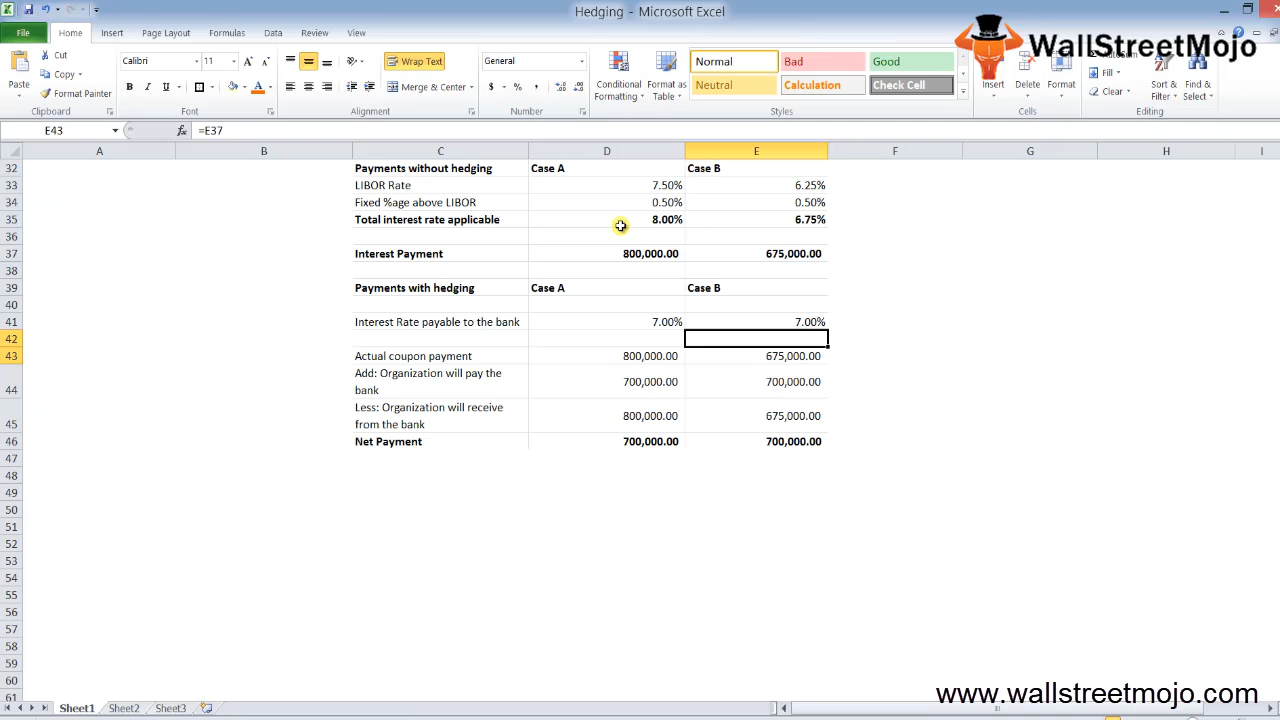 Hedging - Microsoft Excel
File Home Insert Page Layout Formulas Data Review View
WallStreetMojo
Paste
Cut
Copy
Format Painter
Clipboard
Calibri 11
B I U
Font
Wrap Text
Merge & Center
Alignment
General
$ % ,
Number
Conditional Formatting
Format as Table
Normal Bad Good
Neutral Calculation Check Cell
Styles
Insert Delete Format
Cells
Fill
Clear
Sort & Filter
Find & Select
Editing
E43 fx =E37
A B C D E F G H I
32 Payments without hedging Case A Case B
33 LIBOR Rate 7.50% 6.25%
34 Fixed %age above LIBOR 0.50% 0.50%
35 Total interest rate applicable 8.00% 6.75%
36
37 Interest Payment 800,000.00 675,000.00
38
39 Payments with hedging Case A Case B
40
41 Interest Rate payable to the bank 7.00% 7.00%
42
43 Actual coupon payment 800,000.00 675,000.00
Add: Organization will pay the
44 bank 700,000.00 700,000.00
Less: Organization will receive
45 from the bank 800,000.00 675,000.00
46 Net Payment 700,000.00 700,000.00
47
48
49
50
51
52
53
54
55
56
57
58
59
60
61
www.wallstreetmojo.com
Sheet1 Sheet2 Sheet3